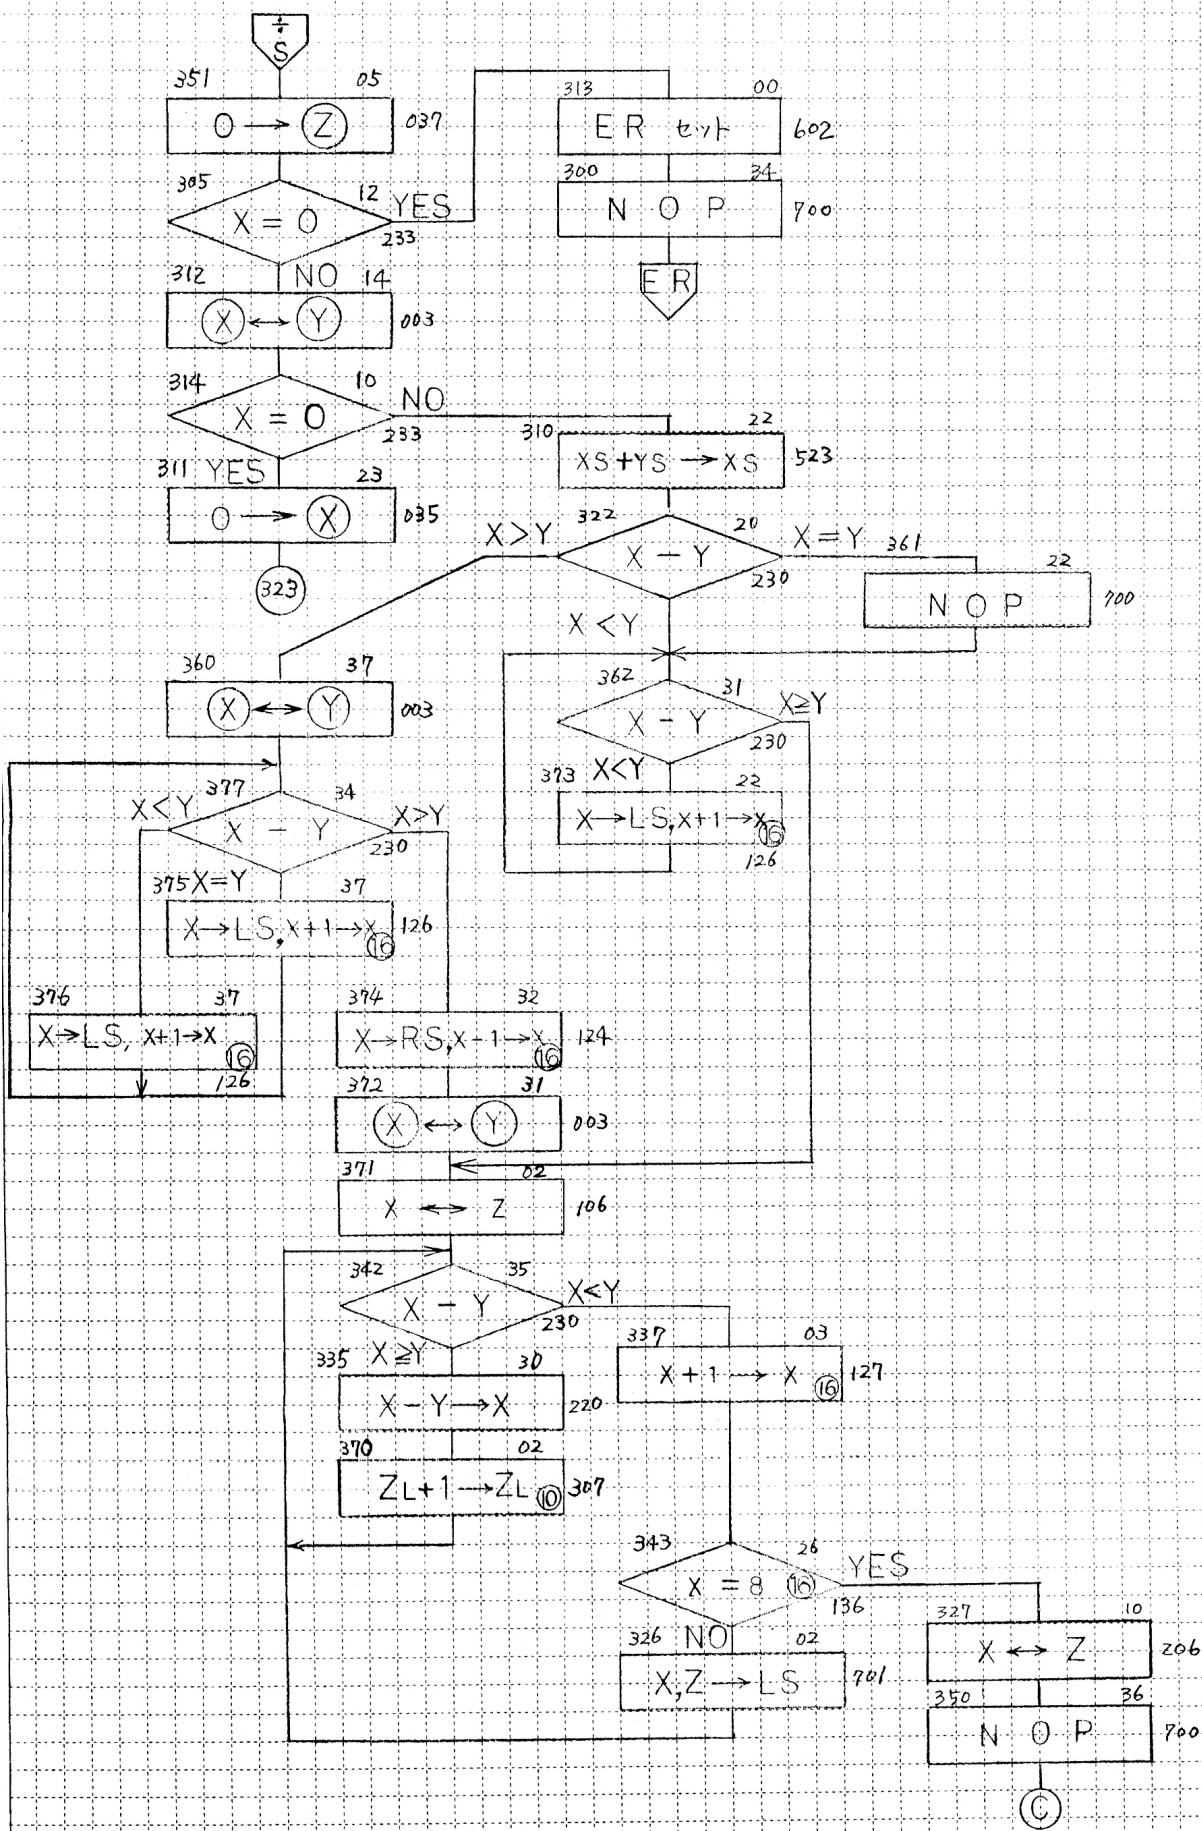 ÷
S
351 05
0 → Ⓩ 037
305 12
X = 0 YES
233
NO
312 14
Ⓧ ↔ Ⓨ 003
314 10
X = 0 NO
233
311 YES 23
0 → Ⓧ 035
323
313 00
ER セット 602
300 34
N O P 700
ER
310 22
XS+YS → XS 523
322 20
X>Y X - Y X=Y
230
X<Y
361 22
N O P 700
360 37
Ⓧ ↔ Ⓨ 003
362 31
X - Y X≧Y
230
X<Y
373 22
X→LS, X+1→X ⑯
126
377 34
X<Y X - Y X>Y
230
375 X=Y 37
X→LS, X+1→X ⑯ 126
376 37
X→LS, X+1→X ⑯
126
374 32
X→RS, X-1→X ⑯ 124
372 31
Ⓧ ↔ Ⓨ 003
371 02
X ↔ Z 106
342 35
X - Y X<Y
230
335 X≧Y 30
X - Y → X 220
370 02
ZL+1 → ZL ⑩ 307
337 03
X + 1 → X ⑯ 127
343 26
X = 8 ⑯ YES
136
326 NO 02
X, Z → LS 701
327 10
X ↔ Z 206
350 36
N O P 700
Ⓒ